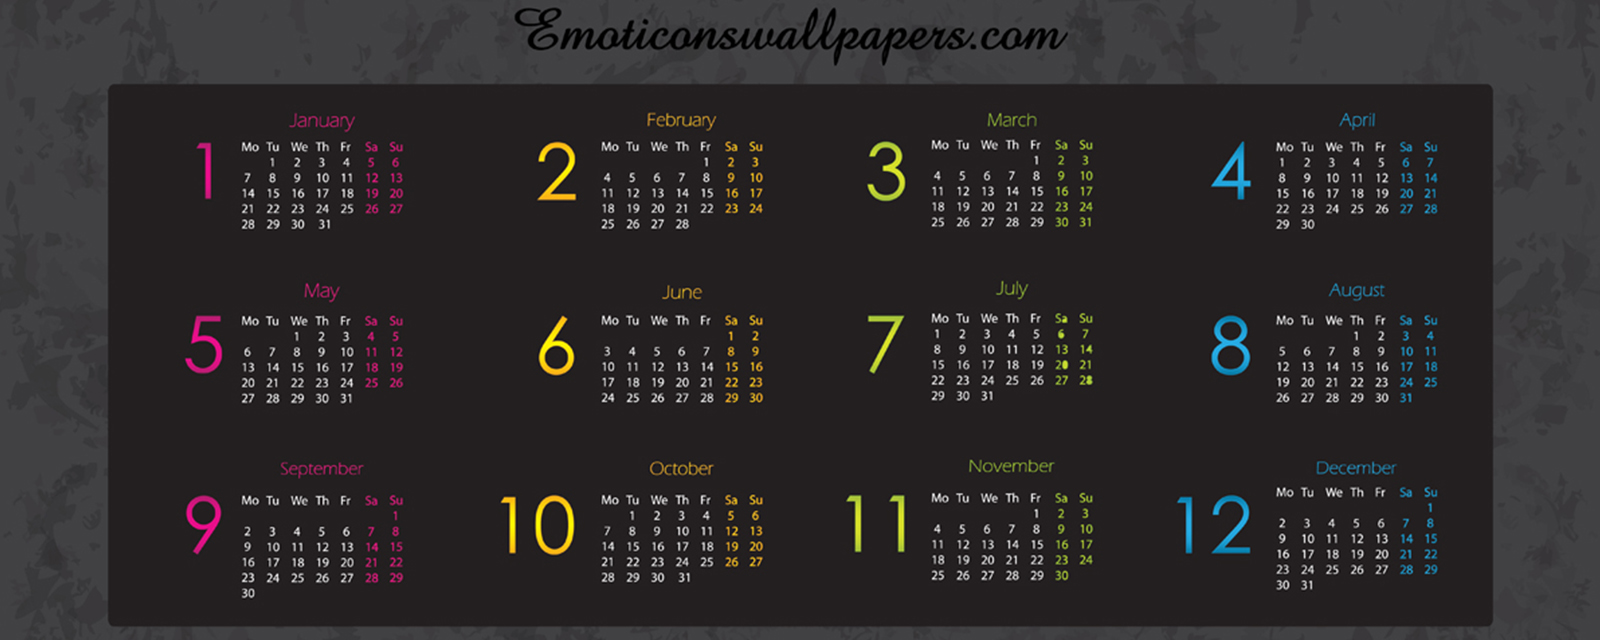 Emoticonswallpapers.com
January
1
Mo Tu We Th Fr Sa Su
1 2 3 4 5 6
7 8 9 10 11 12 13
14 15 16 17 18 19 20
21 22 23 24 25 26 27
28 29 30 31
February
2
Mo Tu We Th Fr Sa Su
1 2 3
4 5 6 7 8 9 10
11 12 13 14 15 16 17
18 19 20 21 22 23 24
25 26 27 28
March
3
Mo Tu We Th Fr Sa Su
1 2 3
4 5 6 7 8 9 10
11 12 13 14 15 16 17
18 19 20 21 22 23 24
25 26 27 28 29 30 31
April
4
Mo Tu We Th Fr Sa Su
1 2 3 4 5 6 7
8 9 10 11 12 13 14
15 16 17 18 19 20 21
22 23 24 25 26 27 28
29 30
May
5
Mo Tu We Th Fr Sa Su
1 2 3 4 5
6 7 8 9 10 11 12
13 14 15 16 17 18 19
20 21 22 23 24 25 26
27 28 29 30 31
June
6
Mo Tu We Th Fr Sa Su
1 2
3 4 5 6 7 8 9
10 11 12 13 14 15 16
17 18 19 20 21 22 23
24 25 26 27 28 29 30
July
7
Mo Tu We Th Fr Sa Su
1 2 3 4 5 6 7
8 9 10 11 12 13 14
15 16 17 18 19 20 21
22 23 24 25 26 27 28
29 30 31
August
8
Mo Tu We Th Fr Sa Su
1 2 3 4
5 6 7 8 9 10 11
12 13 14 15 16 17 18
19 20 21 22 23 24 25
26 27 28 29 30 31
September
9
Mo Tu We Th Fr Sa Su
1
2 3 4 5 6 7 8
9 10 11 12 13 14 15
16 17 18 19 20 21 22
23 24 25 26 27 28 29
30
October
10
Mo Tu We Th Fr Sa Su
1 2 3 4 5 6
7 8 9 10 11 12 13
14 15 16 17 18 19 20
21 22 23 24 25 26 27
28 29 30 31
November
11
Mo Tu We Th Fr Sa Su
1 2 3
4 5 6 7 8 9 10
11 12 13 14 15 16 17
18 19 20 21 22 23 24
25 26 27 28 29 30
December
12
Mo Tu We Th Fr Sa Su
1
2 3 4 5 6 7 8
9 10 11 12 13 14 15
16 17 18 19 20 21 22
23 24 25 26 27 28 29
30 31